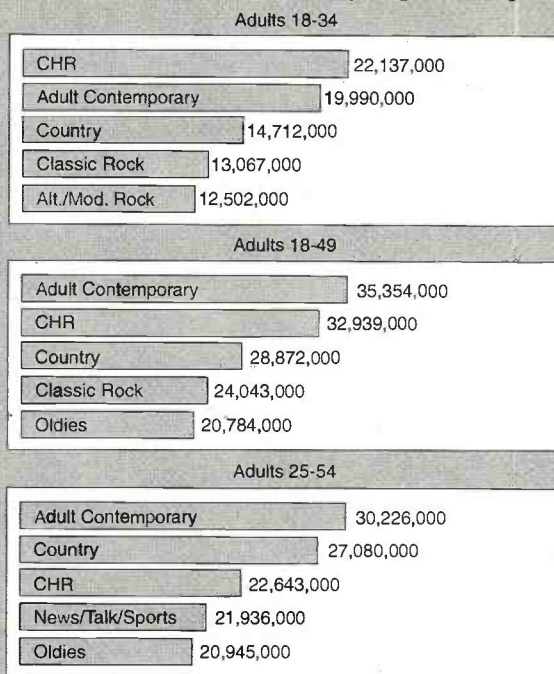 Adults 18-34
CHR 22,137,000
Adult Contemporary 19,990,000
Country 14,712,000
Classic Rock 13,067,000
Alt./Mod. Rock 12,502,000
Adults 18-49
Adult Contemporary 35,354,000
CHR 32,939,000
Country 28,872,000
Classic Rock 24,043,000
Oldies 20,784,000
Adults 25-54
Adult Contemporary 30,226,000
Country 27,080,000
CHR 22,643,000
News/Talk/Sports 21,936,000
Oldies 20,945,000